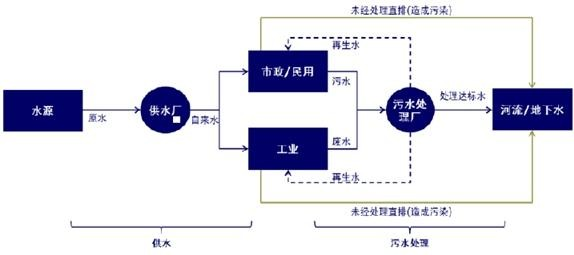 未经处理直排(造成污染)
再生水
市政/民用
污水
水源
原水
供水厂
自来水
污水处
理厂
处理达标水
河流/地下水
工业
废水
再生水
未经处理直排(造成污染)
供水
污水处理